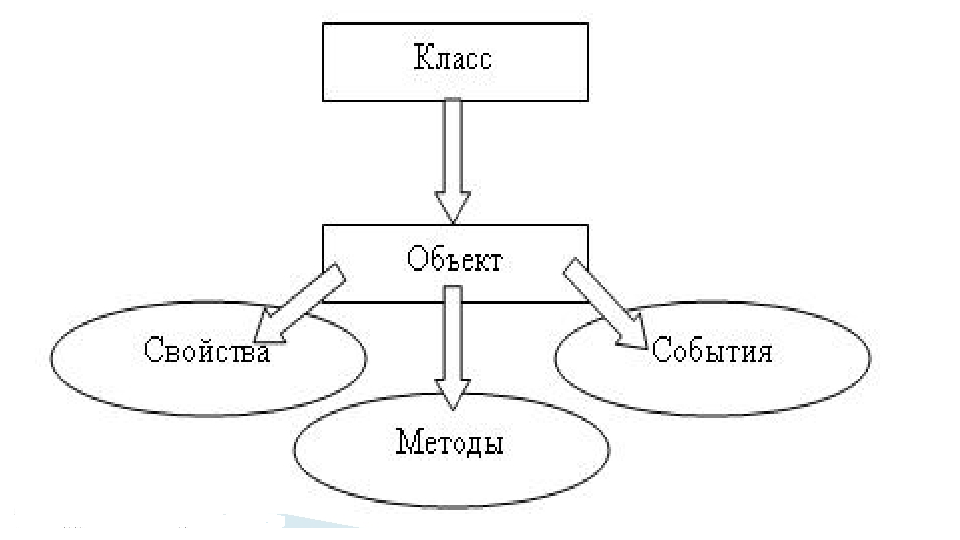 Класс
Объект
Свойства
События
Методы